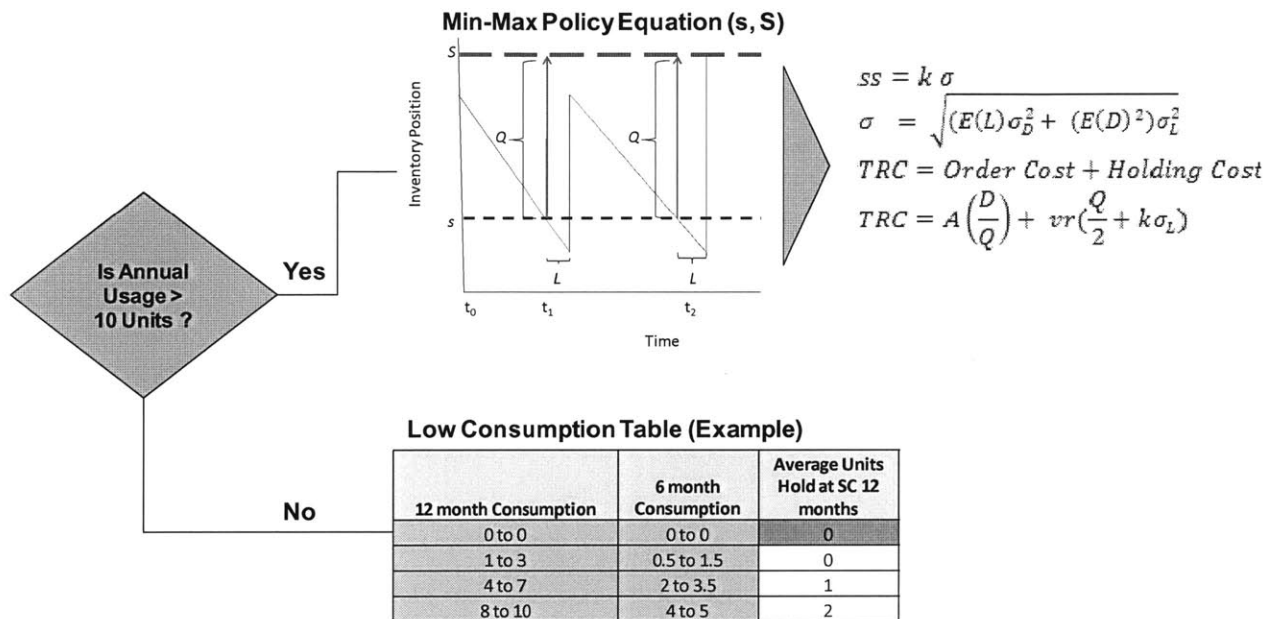 Min-Max Policy Equation (s, S)
S
Q
Q
s
L
L
t₀
t₁
t₂
Inventory Position
Time
ss = k σ
σ = √((E(L)σ_D² + (E(D)²)σ_L²
TRC = Order Cost + Holding Cost
TRC = A(D/Q) + vr(Q/2 + kσ_L)
Is Annual
Usage >
10 Units ?
Yes
No
Low Consumption Table (Example)
12 month Consumption	6 month Consumption	Average Units Hold at SC 12 months
0 to 0	0 to 0	0
1 to 3	0.5 to 1.5	0
4 to 7	2 to 3.5	1
8 to 10	4 to 5	2